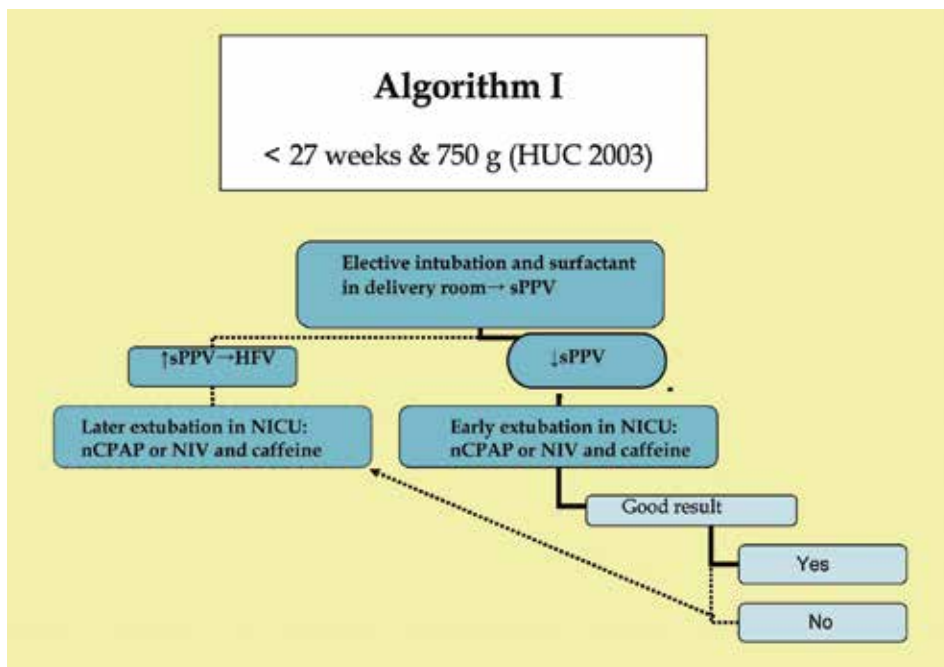 Algorithm I
< 27 weeks & 750 g (HUC 2003)
Elective intubation and surfactant
in delivery room→ sPPV
↑sPPV→HFV
↓sPPV
Later extubation in NICU:
nCPAP or NIV and caffeine
Early extubation in NICU:
nCPAP or NIV and caffeine
Good result
Yes
No